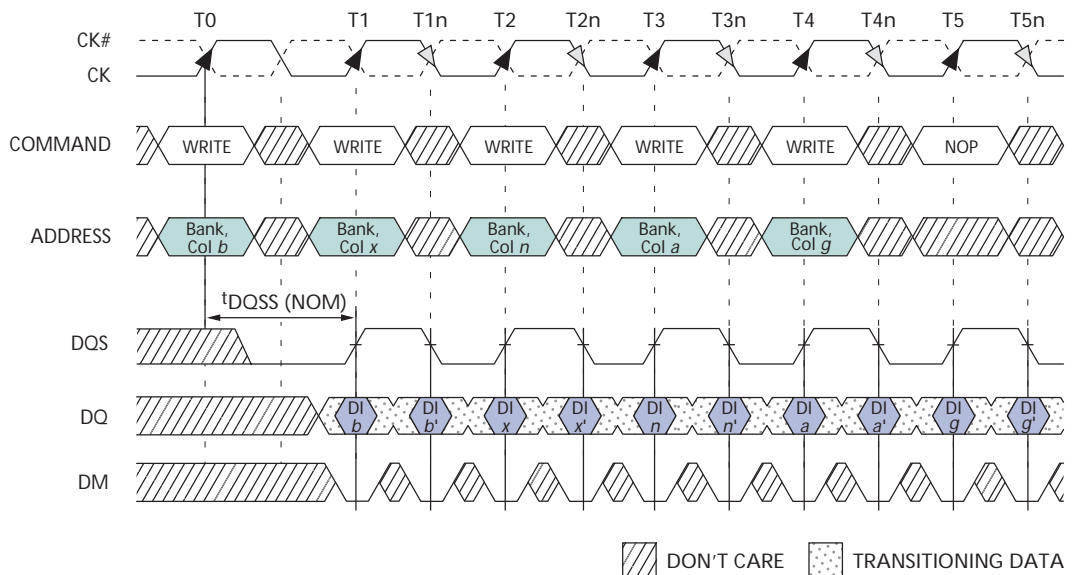 T0 T1 T1n T2 T2n T3 T3n T4 T4n T5 T5n
CK#
CK
COMMAND WRITE WRITE WRITE WRITE WRITE NOP
ADDRESS
Bank, Col b
Bank, Col x
Bank, Col n
Bank, Col a
Bank, Col g
tDQSS (NOM)
DQS
DQ
DI b
DI b'
DI x
DI x'
DI n
DI n'
DI a
DI a'
DI g
DI g'
DM
DON'T CARE
TRANSITIONING DATA